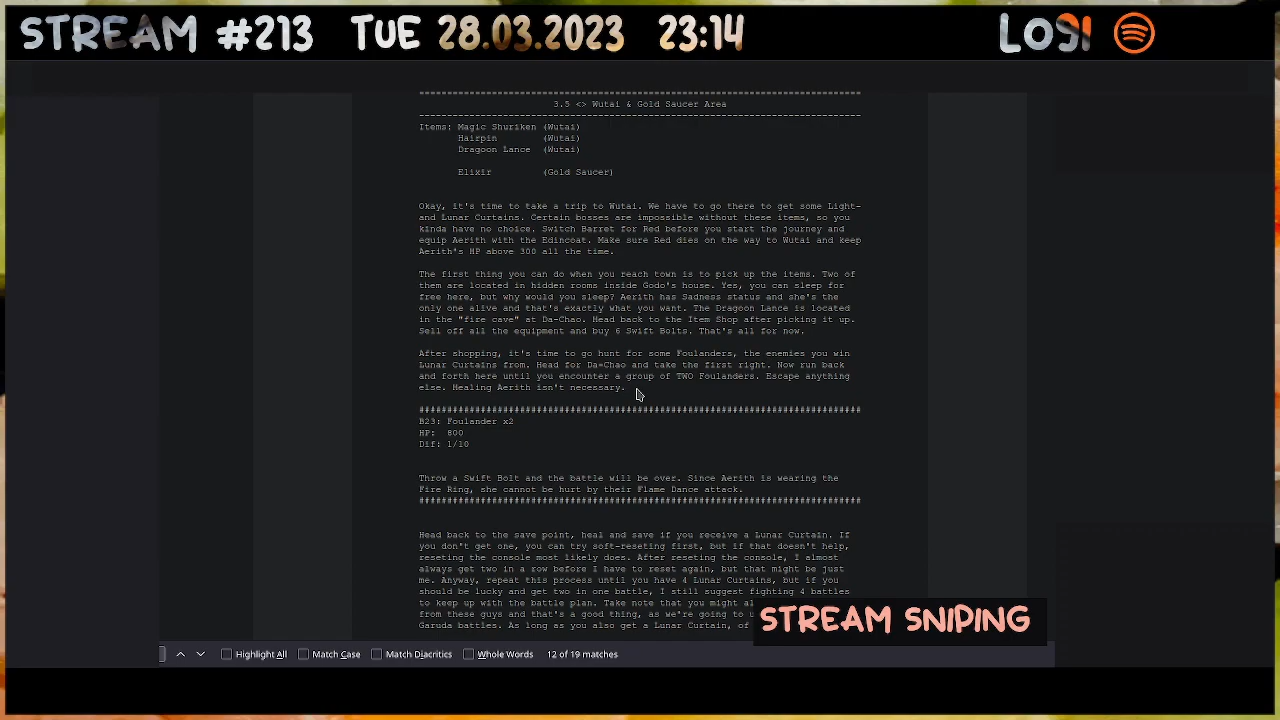 STREAM #213 TUE 28.03.2023 23:14 LOGI
===============================================================================
3.5 <> Wutai & Gold Saucer Area
-------------------------------------------------------------------------------
Items: Magic Shuriken (Wutai)
Hairpin (Wutai)
Dragoon Lance (Wutai)
Elixir (Gold Saucer)
Okay, it's time to take a trip to Wutai. We have to go there to get some Light-
and Lunar Curtains. Certain bosses are impossible without these items, so you
kinda have no choice. Switch Barret for Red before you start the journey and
equip Aerith with the Edincoat. Make sure Red dies on the way to Wutai and keep
Aerith's HP above 300 all the time.
The first thing you can do when you reach town is to pick up the items. Two of
them are located in hidden rooms inside Godo's house. Yes, you can sleep for
free here, but why would you sleep? Aerith has Sadness status and she's the
only one alive and that's exactly what you want. The Dragoon Lance is located
in the "fire cave" at Da-Chao. Head back to the Item Shop after picking it up.
Sell off all the equipment and buy 6 Swift Bolts. That's all for now.
After shopping, it's time to go hunt for some Foulanders, the enemies you win
Lunar Curtains from. Head for Da-Chao and take the first right. Now run back
and forth here until you encounter a group of TWO Foulanders. Escape anything
else. Healing Aerith isn't necessary.
###############################################################################
B23: Foulander x2
HP: 800
Dif: 1/10
Throw a Swift Bolt and the battle will be over. Since Aerith is wearing the
Fire Ring, she cannot be hurt by their Flame Dance attack.
###############################################################################
Head back to the save point, heal and save if you receive a Lunar Curtain. If
you don't get one, you can try soft-reseting first, but if that doesn't help,
reseting the console most likely does. After reseting the console, I almost
always get two in a row before I have to reset again, but that might be just
me. Anyway, repeat this process until you have 4 Lunar Curtains, but if you
should be lucky and get two in one battle, I still suggest fighting 4 battles
to keep up with the battle plan. Take note that you might al
from these guys and that's a good thing, as we're going to u
Garuda battles. As long as you also get a Lunar Curtain, of
STREAM SNIPING
Highlight All Match Case Match Diacritics Whole Words 12 of 19 matches